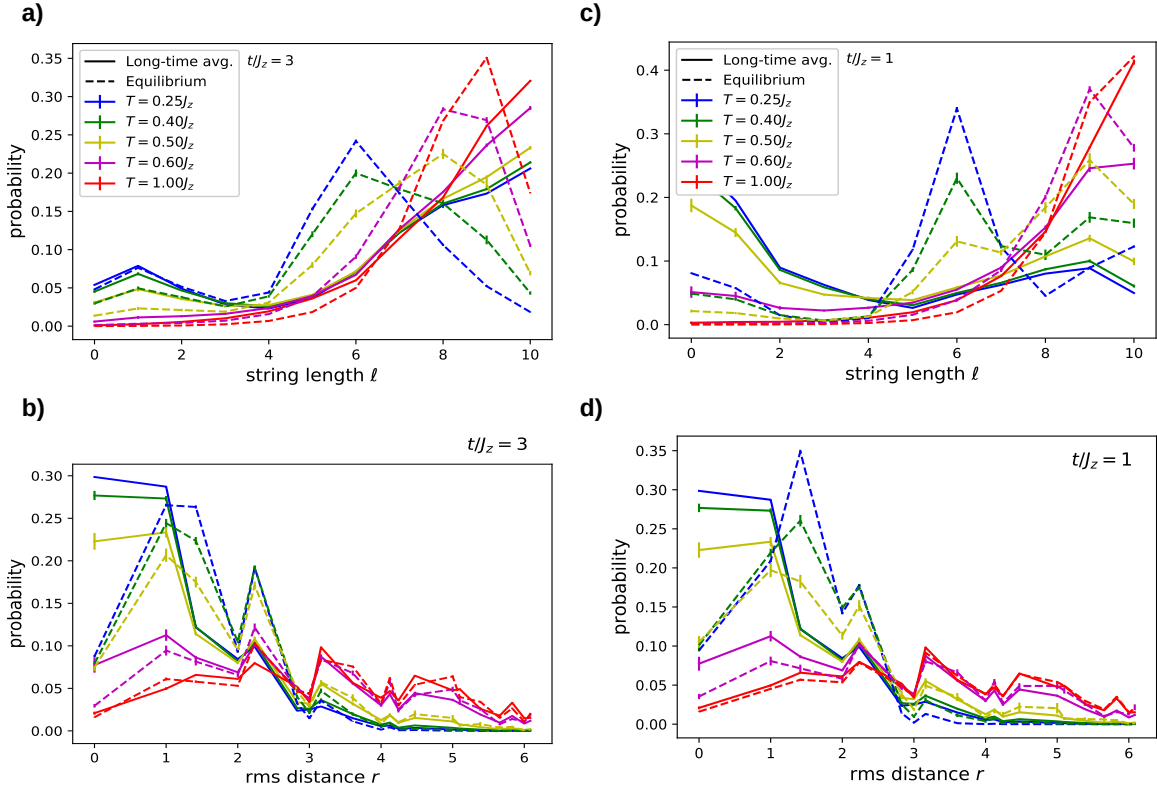 a)
0.35
0.30
0.25
0.20
0.15
0.10
0.05
0.00
probability
Long-time avg.
Equilibrium
T = 0.25J_z
T = 0.40J_z
T = 0.50J_z
T = 0.60J_z
T = 1.00J_z
t/J_z = 3
0 2 4 6 8 10
string length ℓ
c)
0.4
0.3
0.2
0.1
0.0
probability
Long-time avg.
Equilibrium
T = 0.25J_z
T = 0.40J_z
T = 0.50J_z
T = 0.60J_z
T = 1.00J_z
t/J_z = 1
0 2 4 6 8 10
string length ℓ
b)
t/J_z = 3
0.30
0.25
0.20
0.15
0.10
0.05
0.00
probability
0 1 2 3 4 5 6
rms distance r
d)
t/J_z = 1
0.35
0.30
0.25
0.20
0.15
0.10
0.05
0.00
probability
0 1 2 3 4 5 6
rms distance r